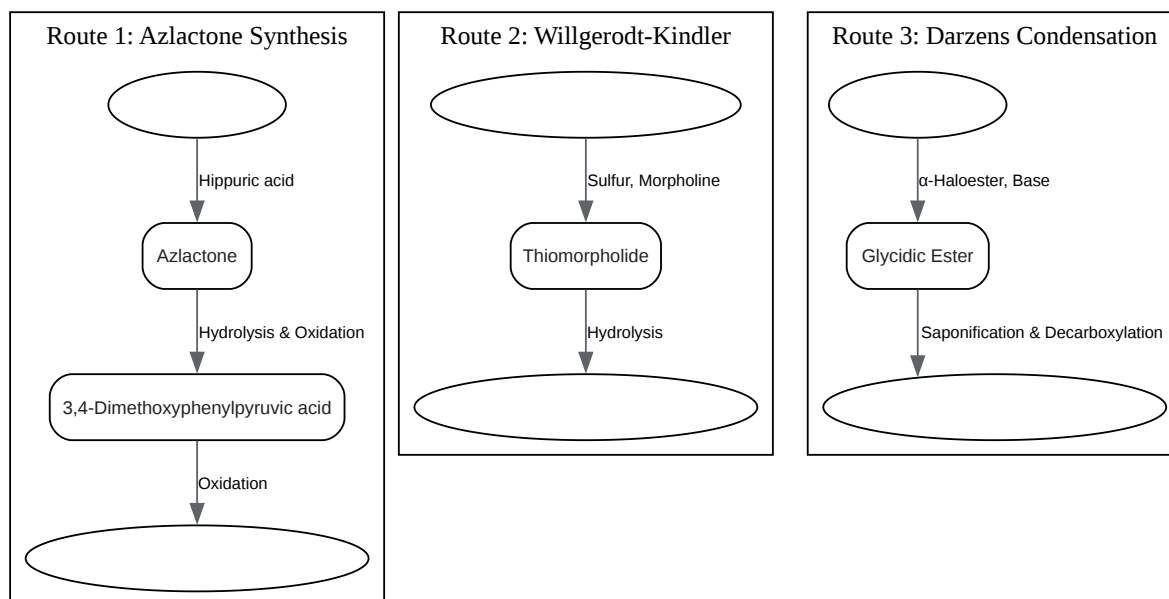 Route 1: Azlactone Synthesis
Hippuric acid
Azlactone
Hydrolysis & Oxidation
3,4-Dimethoxyphenylpyruvic acid
Oxidation
Route 2: Willgerodt-Kindler
Sulfur, Morpholine
Thiomorpholide
Hydrolysis
Route 3: Darzens Condensation
α-Haloester, Base
Glycidic Ester
Saponification & Decarboxylation